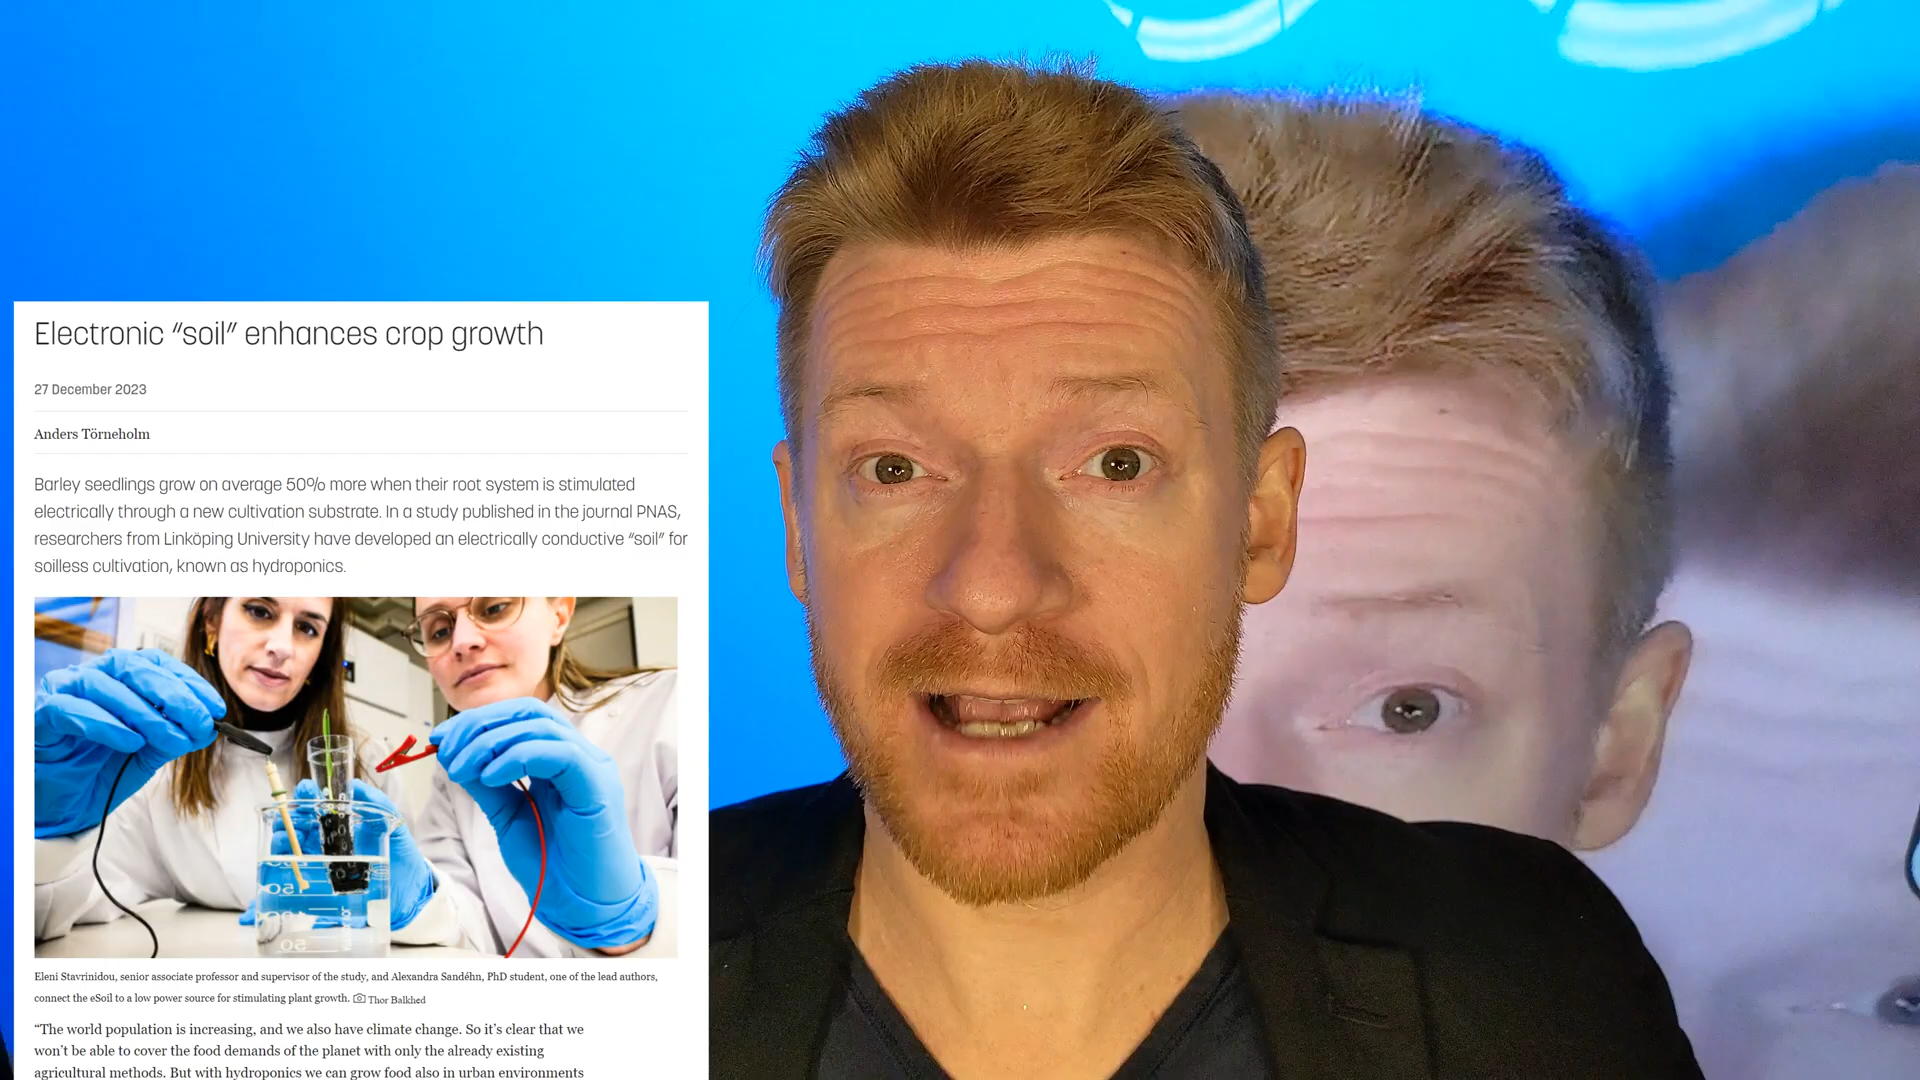 Electronic “soil” enhances crop growth
27 December 2023
Anders Törneholm
Barley seedlings grow on average 50% more when their root system is stimulated
electrically through a new cultivation substrate. In a study published in the journal PNAS,
researchers from Linköping University have developed an electrically conductive “soil” for
soilless cultivation, known as hydroponics.
50
Eleni Stavrinidou, senior associate professor and supervisor of the study, and Alexandra Sandéhn, PhD student, one of the lead authors,
connect the eSoil to a low power source for stimulating plant growth. Thor Balkhed
“The world population is increasing, and we also have climate change. So it’s clear that we
won’t be able to cover the food demands of the planet with only the already existing
agricultural methods. But with hydroponics we can grow food also in urban environments